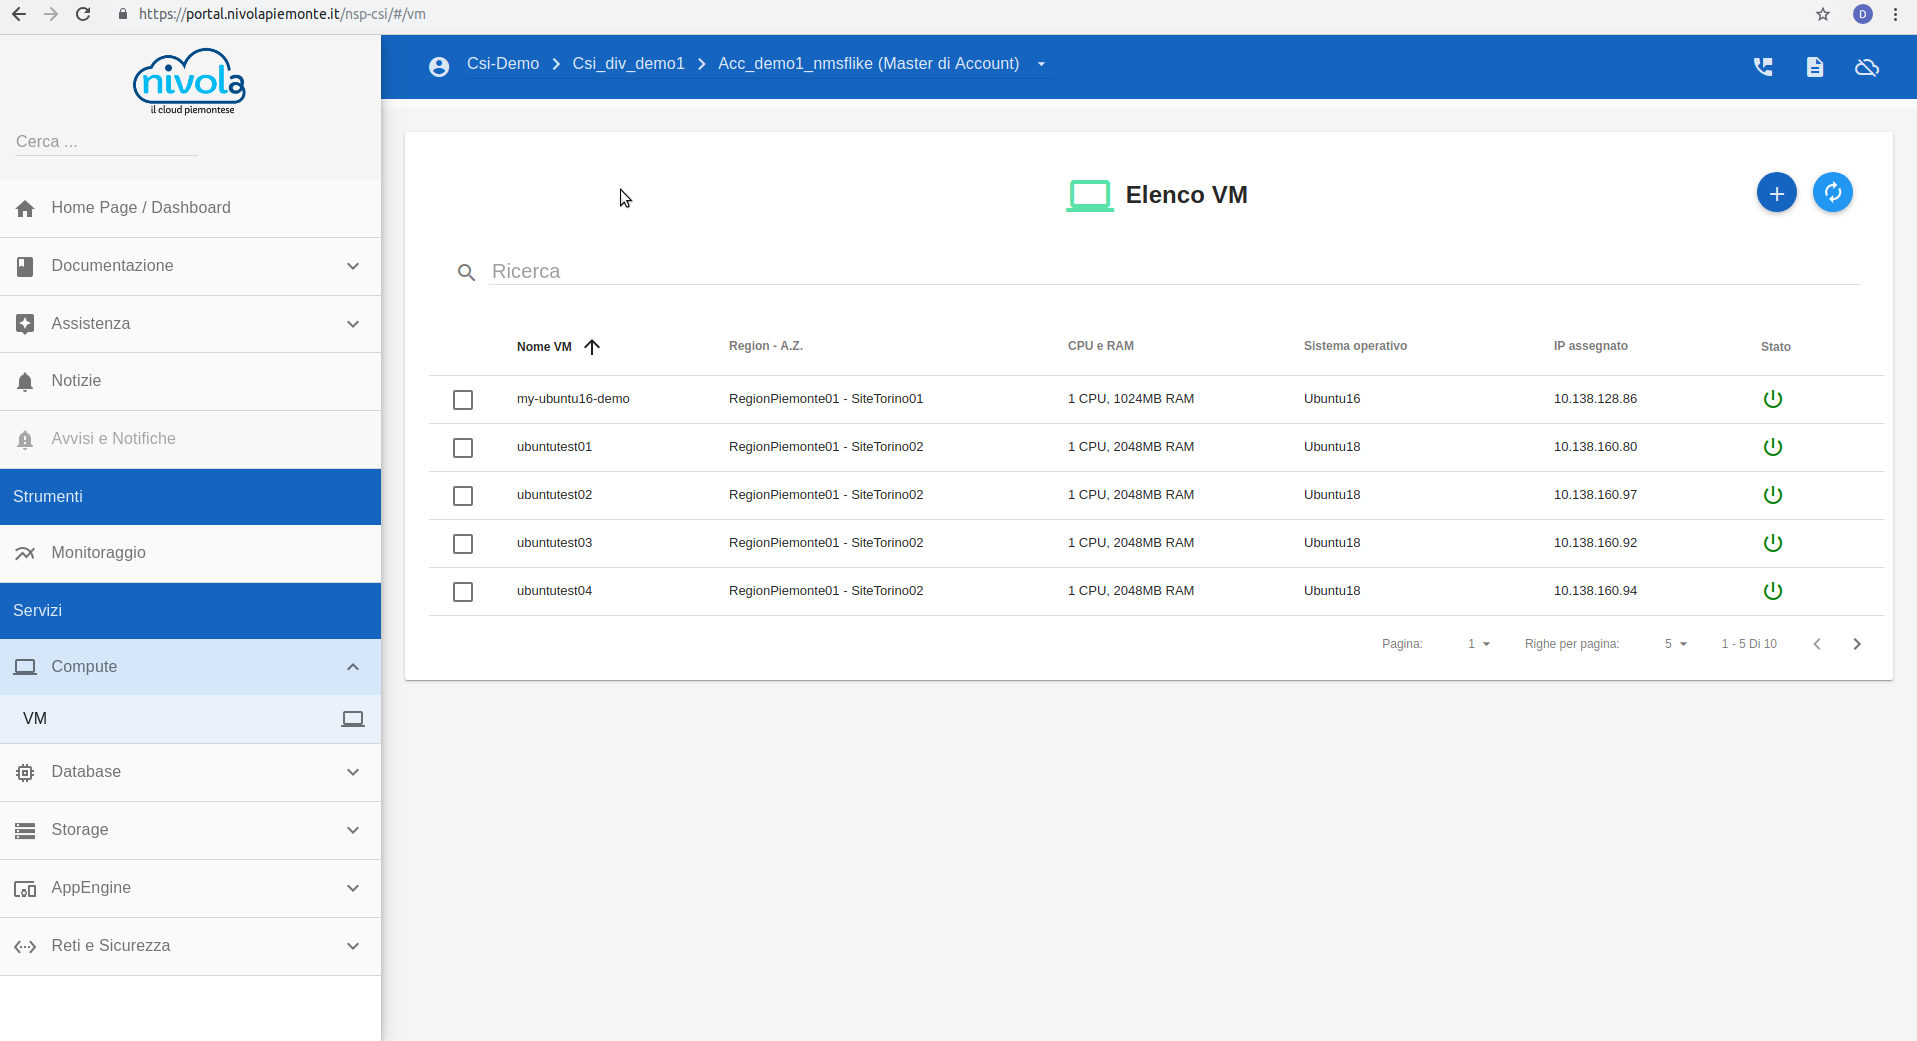 https://portal.nivolapiemonte.it/nsp-csi/#/vm
D
nivola
il cloud piemontese
Cerca ...
Home Page / Dashboard
Documentazione
Assistenza
Notizie
Avvisi e Notifiche
Strumenti
Monitoraggio
Servizi
Compute
VM
Database
Storage
AppEngine
Reti e Sicurezza
Csi-Demo Csi_div_demo1 Acc_demo1_nmsflike (Master di Account)
Elenco VM
Ricerca
Nome VM Region - A.Z. CPU e RAM Sistema operativo IP assegnato Stato
my-ubuntu16-demo RegionPiemonte01 - SiteTorino01 1 CPU, 1024MB RAM Ubuntu16 10.138.128.86
ubuntutest01 RegionPiemonte01 - SiteTorino02 1 CPU, 2048MB RAM Ubuntu18 10.138.160.80
ubuntutest02 RegionPiemonte01 - SiteTorino02 1 CPU, 2048MB RAM Ubuntu18 10.138.160.97
ubuntutest03 RegionPiemonte01 - SiteTorino02 1 CPU, 2048MB RAM Ubuntu18 10.138.160.92
ubuntutest04 RegionPiemonte01 - SiteTorino02 1 CPU, 2048MB RAM Ubuntu18 10.138.160.94
Pagina: 1 Righe per pagina: 5 1 - 5 Di 10